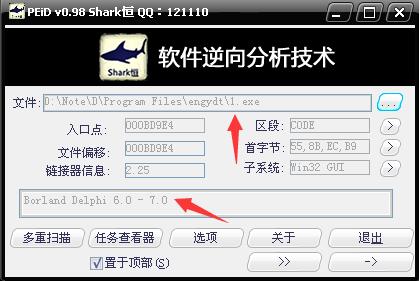 PEiD v0.98 Shark恒 QQ：121110
Shark恒
软件逆向分析技术
文件: D:\Note\D\Program Files\engydt\1.exe ...
入口点: 000BD9E4 区段: CODE >
文件偏移: 000BD9E4 首字节: 55,8B,EC,B9 >
链接器信息: 2.25 子系统: Win32 GUI >
Borland Delphi 6.0 - 7.0
多重扫描 任务查看器 选项 关于 退出
置于顶部(S) >> ->